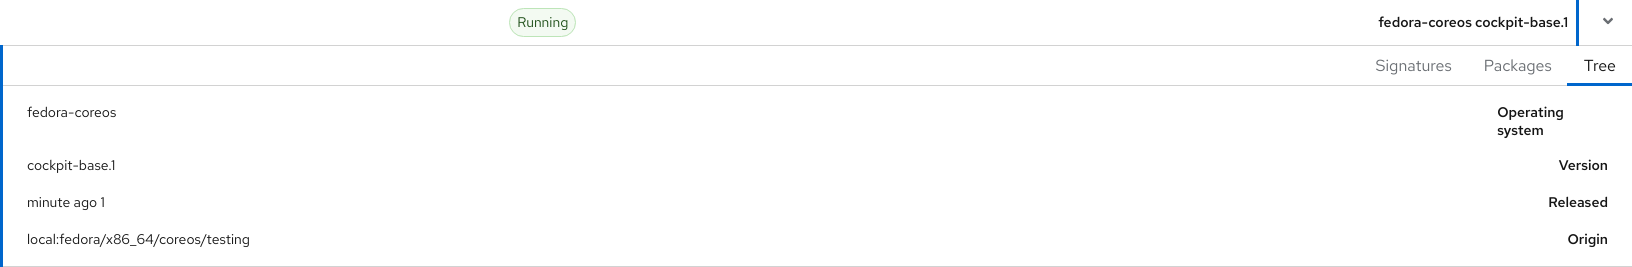 fedora-coreos cockpit-base.1
Running
Tree
Packages
Signatures
Operating
system
fedora-coreos
Version
cockpit-base.1
Released
minute ago 1
Origin
local:fedora/x86_64/coreos/testing